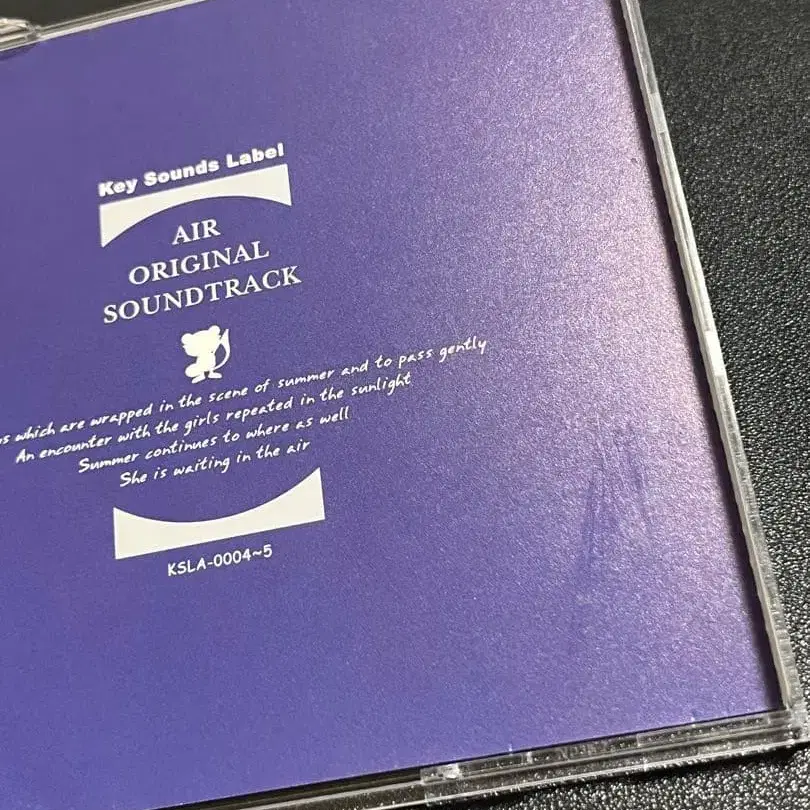 Key Sounds Label
AIR
ORIGINAL
SOUNDTRACK
which are wrapped in the scene of summer and to pass gently
An encounter with the girls repeated in the sunlight
Summer continues to where as well
She is waiting in the air
KSLA-0004~5